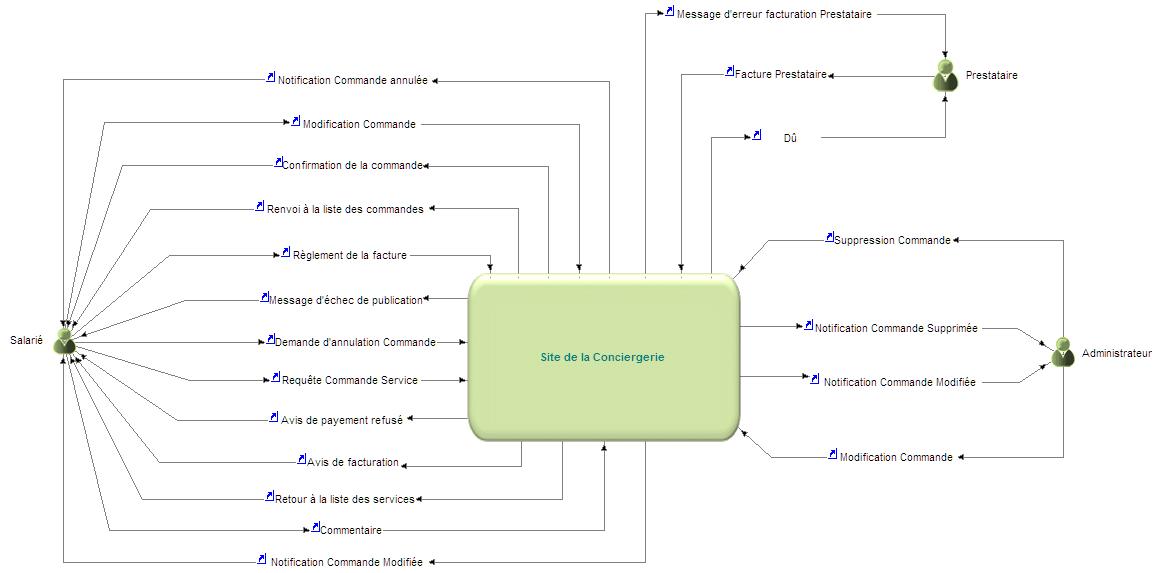 Message d'erreur facturation Prestataire
Notification Commande annulée
Facture Prestataire
Prestataire
Modification Commande
Dû
Confirmation de la commande
Renvoi à la liste des commandes
Suppression Commande
Règlement de la facture
Message d'échec de publication
Notification Commande Supprimée
Salarié
Demande d'annulation Commande
Site de la Conciergerie
Administrateur
Requête Commande Service
Notification Commande Modifiée
Avis de payement refusé
Modification Commande
Avis de facturation
Retour à la liste des services
Commentaire
Notification Commande Modifiée